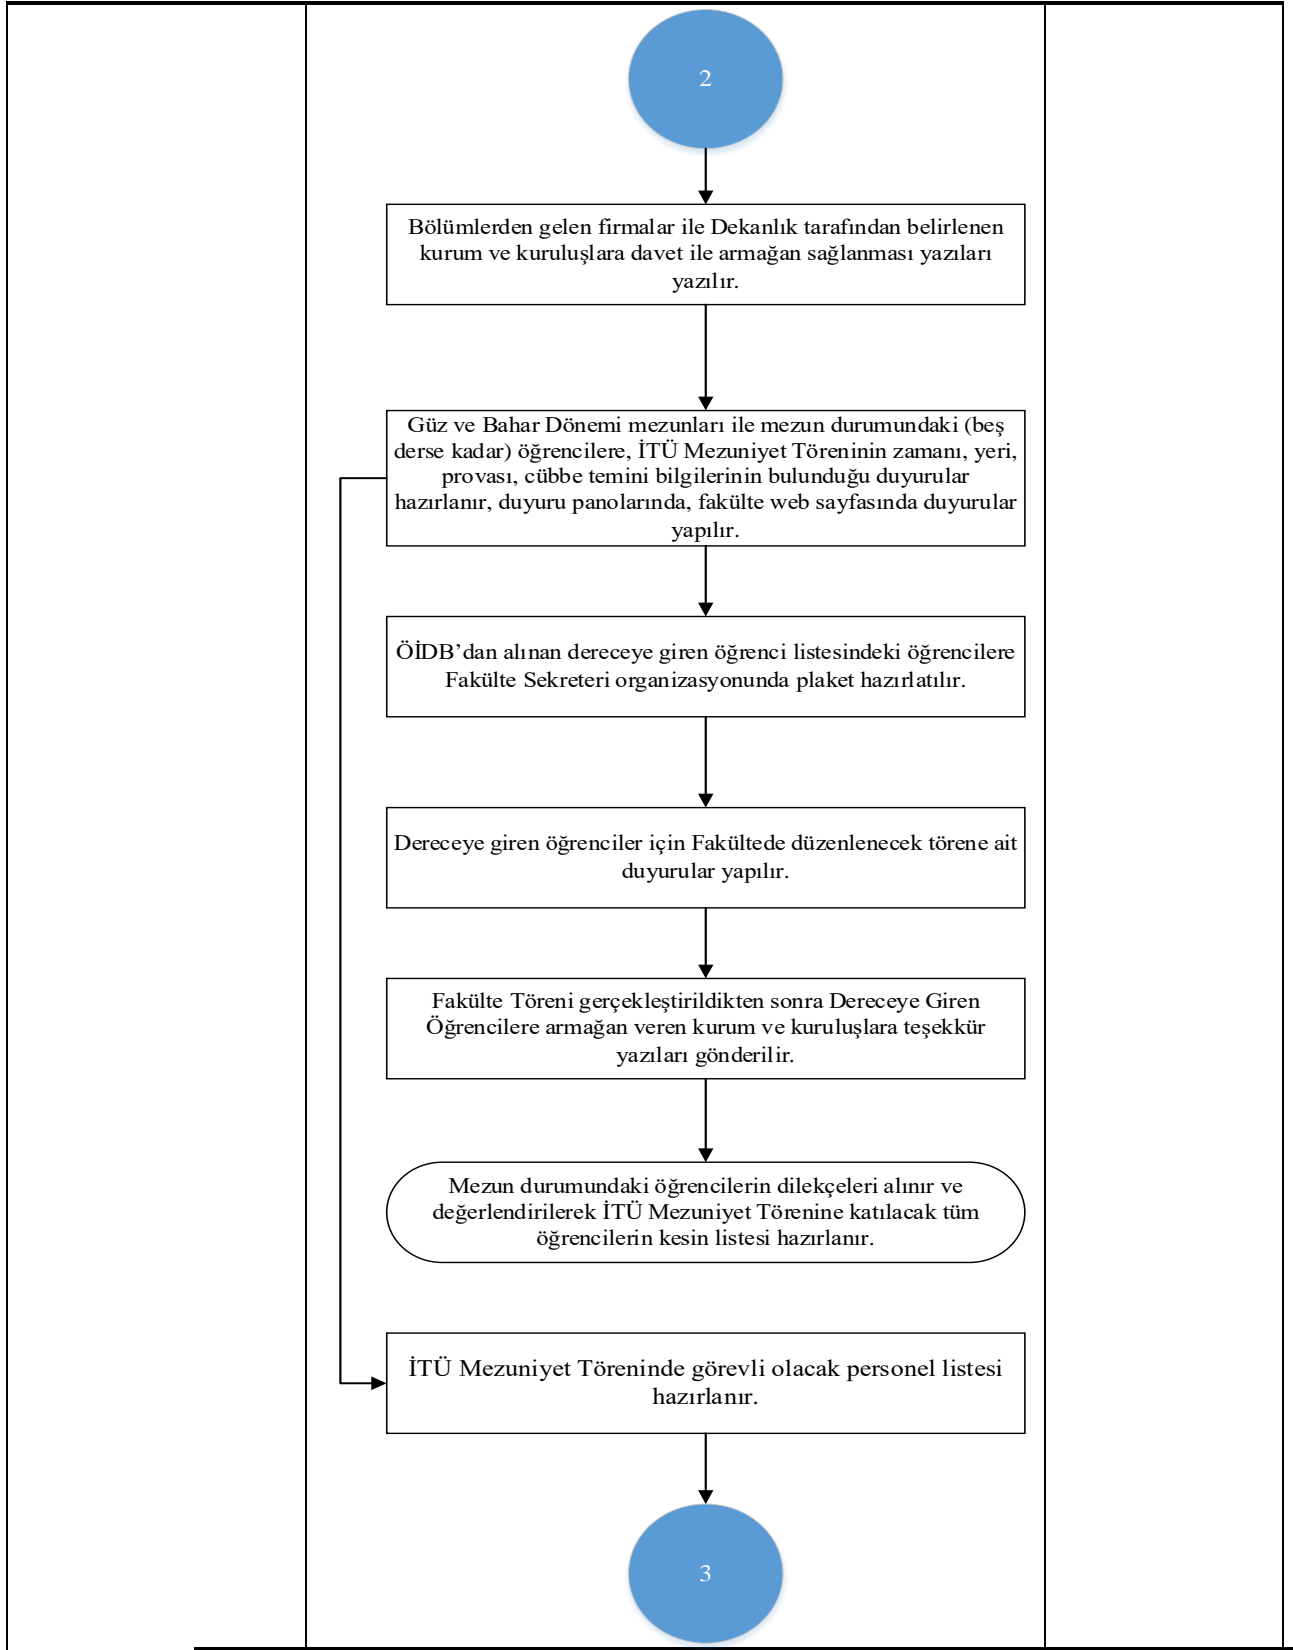 2
Bölümlerden gelen firmalar ile Dekanlık tarafından belirlenen
kurum ve kuruluşlara davet ile armağan sağlanması yazıları
yazılır.
Güz ve Bahar Dönemi mezunları ile mezun durumundaki (beş
derse kadar) öğrencilere, İTÜ Mezuniyet Töreninin zamanı, yeri,
provası, cübbe temini bilgilerinin bulunduğu duyurular
hazırlanır, duyuru panolarında, fakülte web sayfasında duyurular
yapılır.
ÖİDB’dan alınan dereceye giren öğrenci listesindeki öğrencilere
Fakülte Sekreteri organizasyonunda plaket hazırlatılır.
Dereceye giren öğrenciler için Fakültede düzenlenecek törene ait
duyurular yapılır.
Fakülte Töreni gerçekleştirildikten sonra Dereceye Giren
Öğrencilere armağan veren kurum ve kuruluşlara teşekkür
yazıları gönderilir.
Mezun durumundaki öğrencilerin dilekçeleri alınır ve
değerlendirilerek İTÜ Mezuniyet Törenine katılacak tüm
öğrencilerin kesin listesi hazırlanır.
İTÜ Mezuniyet Töreninde görevli olacak personel listesi
hazırlanır.
3